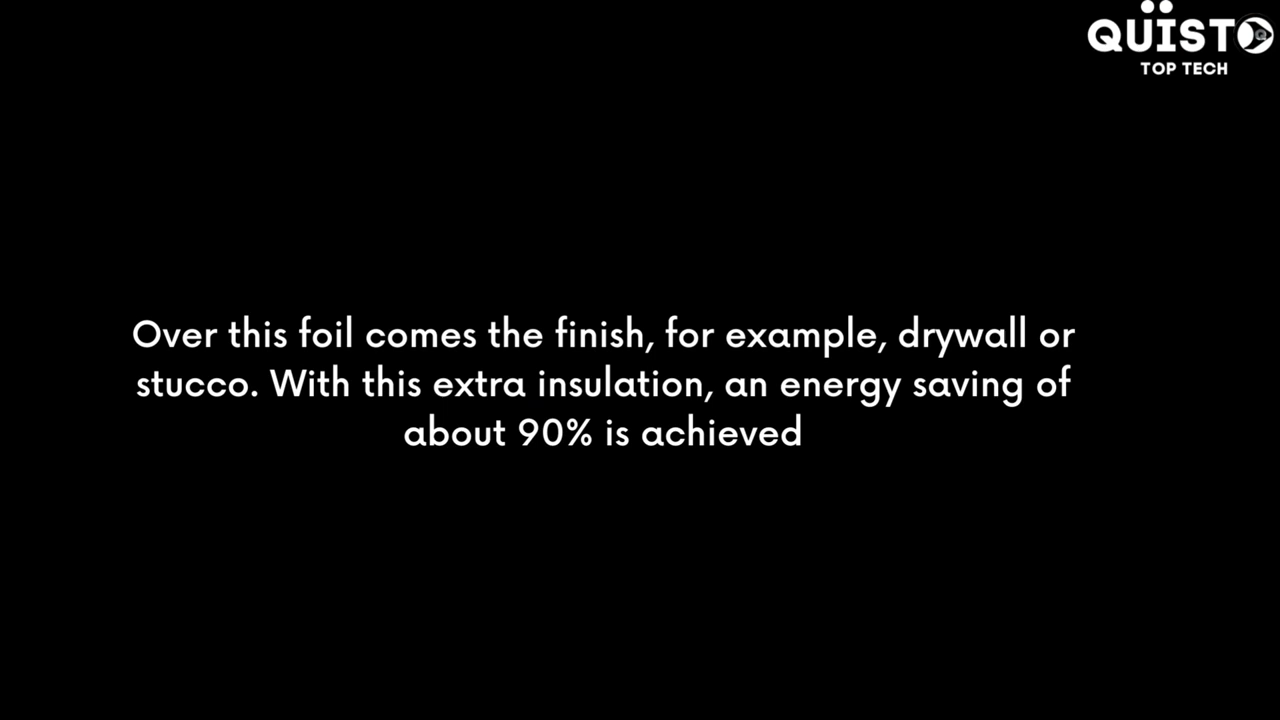 QUÏSTO
TOP TECH
Over this foil comes the finish, for example, drywall or
stucco. With this extra insulation, an energy saving of
about 90% is achieved